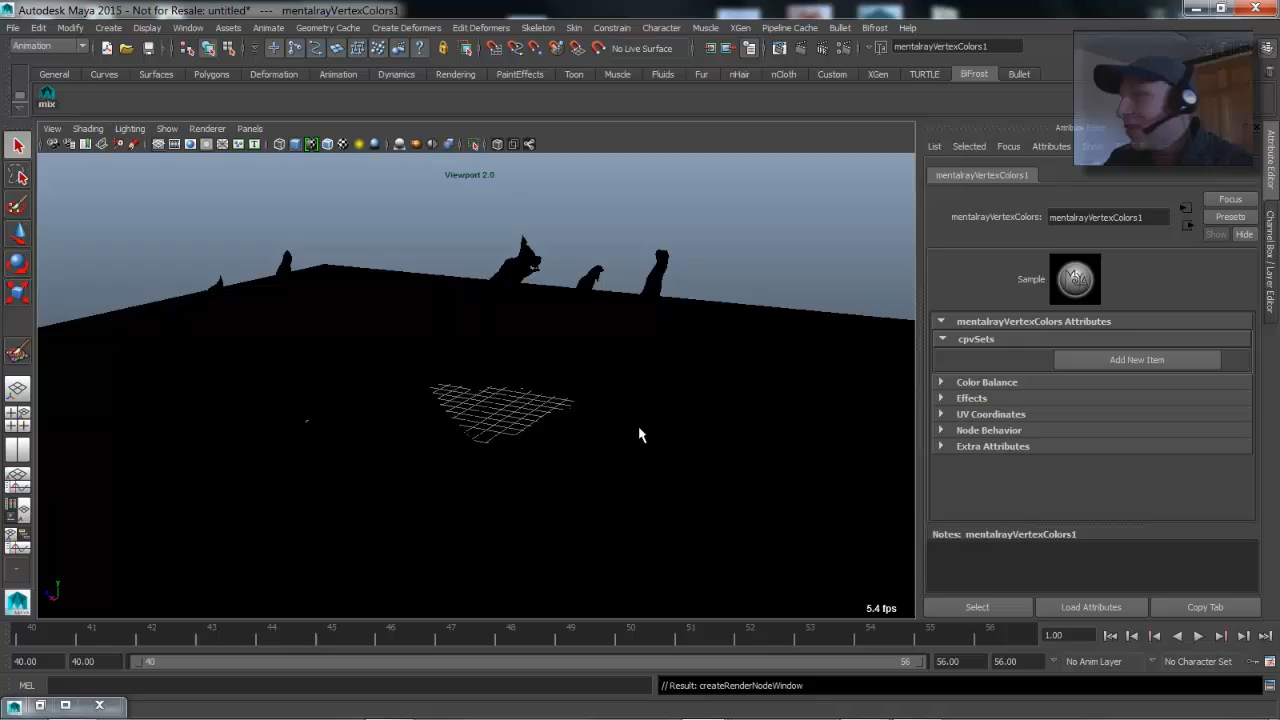 Autodesk Maya 2015 - Not for Resale: untitled* --- mentalrayVertexColors1
File Edit Modify Create Display Window Assets Animate Geometry Cache Create Deformers Edit Deformers Skeleton Skin Constrain Character Muscle XGen Pipeline Cache Bullet Bifrost Help
Animation No Live Surface mentalrayVertexColors1
General Curves Surfaces Polygons Deformation Animation Dynamics Rendering PaintEffects Toon Muscle Fluids Fur nHair nCloth Custom XGen TURTLE BiFrost Bullet
mix
View Shading Lighting Show Renderer Panels
Viewport 2.0
5.4 fps
List Selected Focus Attributes
mentalrayVertexColors1
mentalrayVertexColors: mentalrayVertexColors1
Focus
Presets
Show Hide
Sample
mentalrayVertexColors Attributes
cpvSets
Add New Item
Color Balance
Effects
UV Coordinates
Node Behavior
Extra Attributes
Notes: mentalrayVertexColors1
Select Load Attributes Copy Tab
Attribute Editor
Channel Box / Layer Editor
40 41 42 43 44 45 46 47 48 49 50 51 52 53 54 55 56 1.00
40.00 40.00 40 56 56.00 56.00 No Anim Layer No Character Set
MEL // Result: createRenderNodeWindow